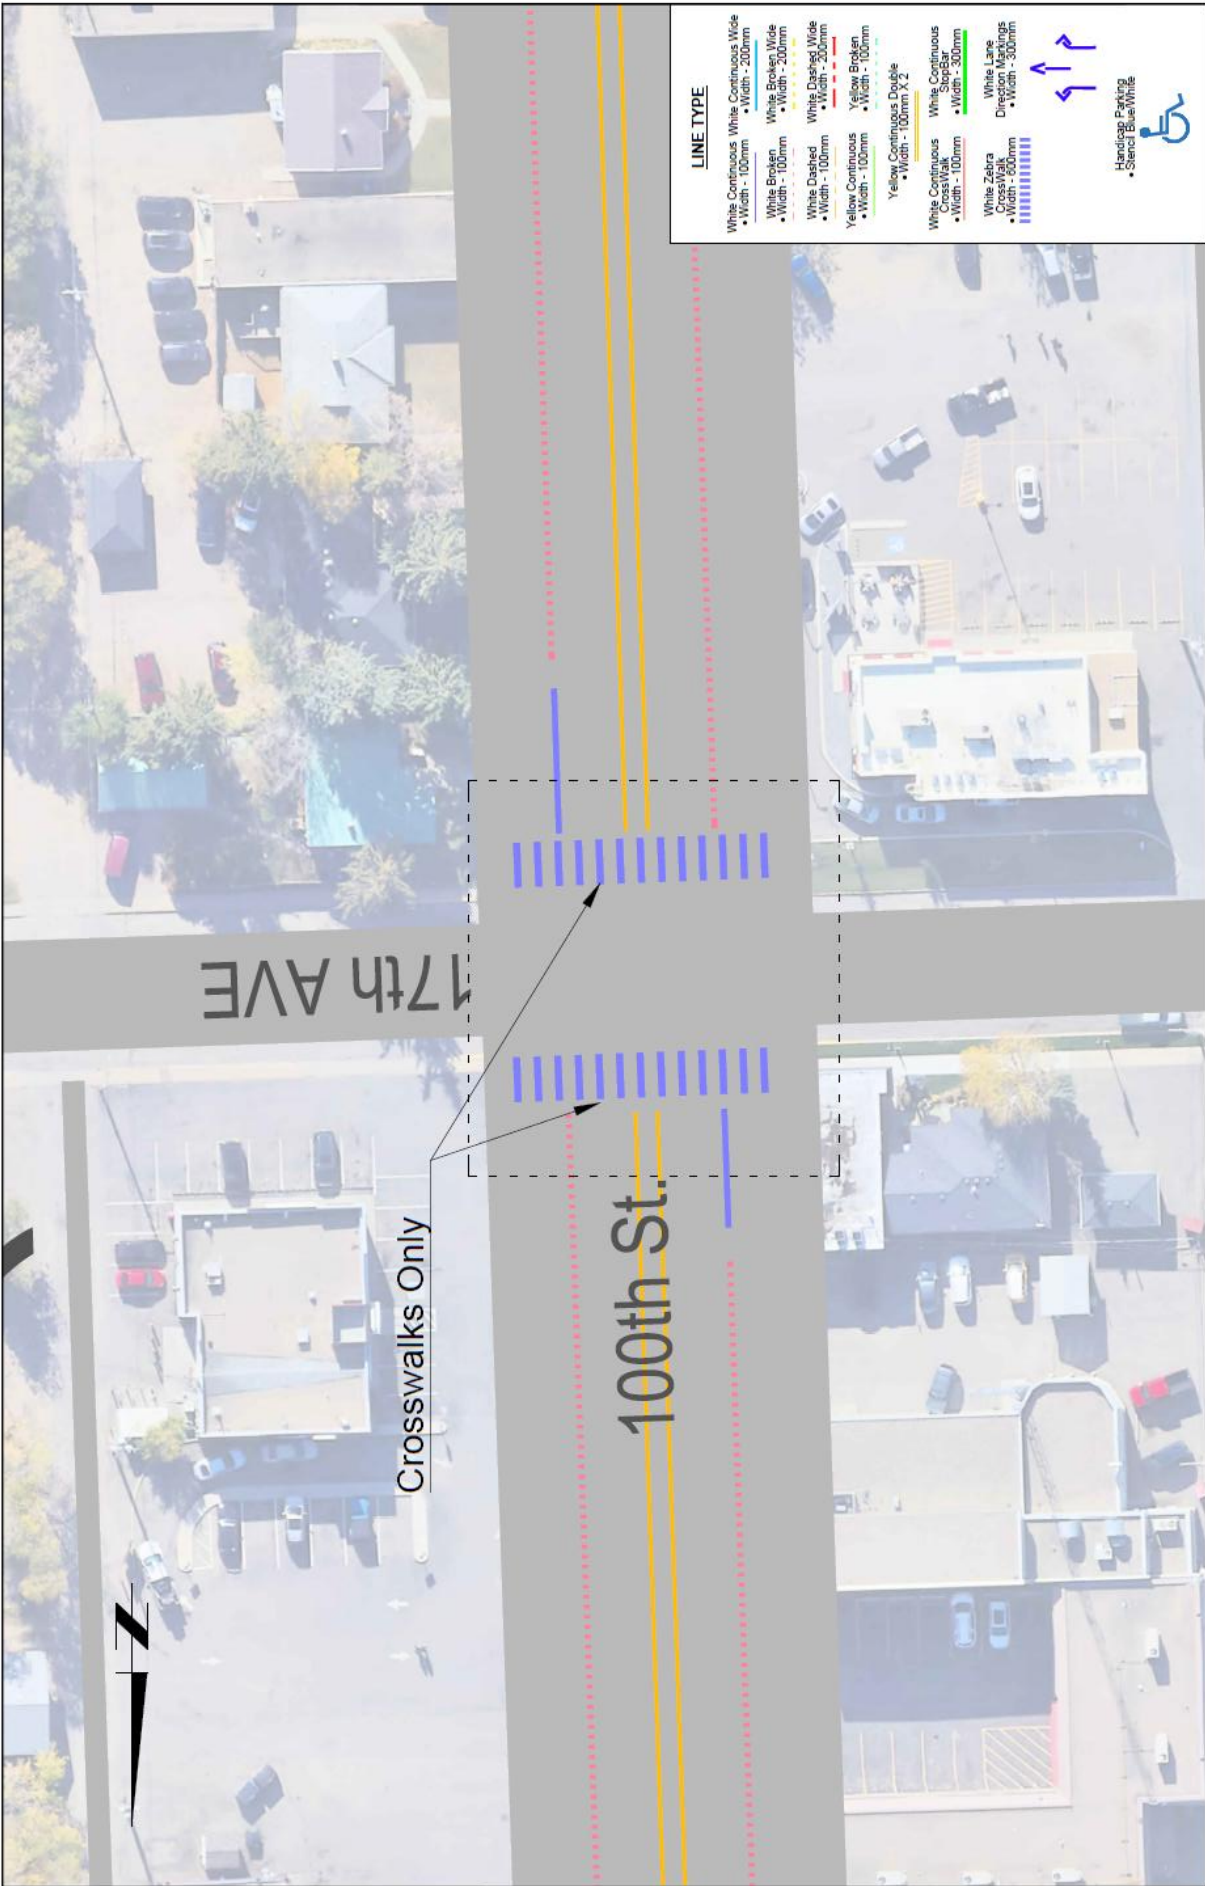 17th AVE
Crosswalks Only
100th St.
N
LINE TYPE
White Continuous
• Width - 100mm
White Continuous Wide
• Width - 200mm
White Broken
• Width - 100mm
White Broken Wide
• Width - 200mm
White Dashed
• Width - 100mm
White Dashed Wide
• Width - 200mm
Yellow Continuous
• Width - 100mm
Yellow Broken
• Width - 100mm
Yellow Continuous Double
• Width - 100mm X 2
White Continuous
CrossWalk
• Width - 100mm
White Continuous
StopBar
• Width - 300mm
White Zebra
CrossWalk
• Width - 600mm
White Lane
Direction Markings
• Width - 300mm
Handicap Parking
• Stencil Blue/White